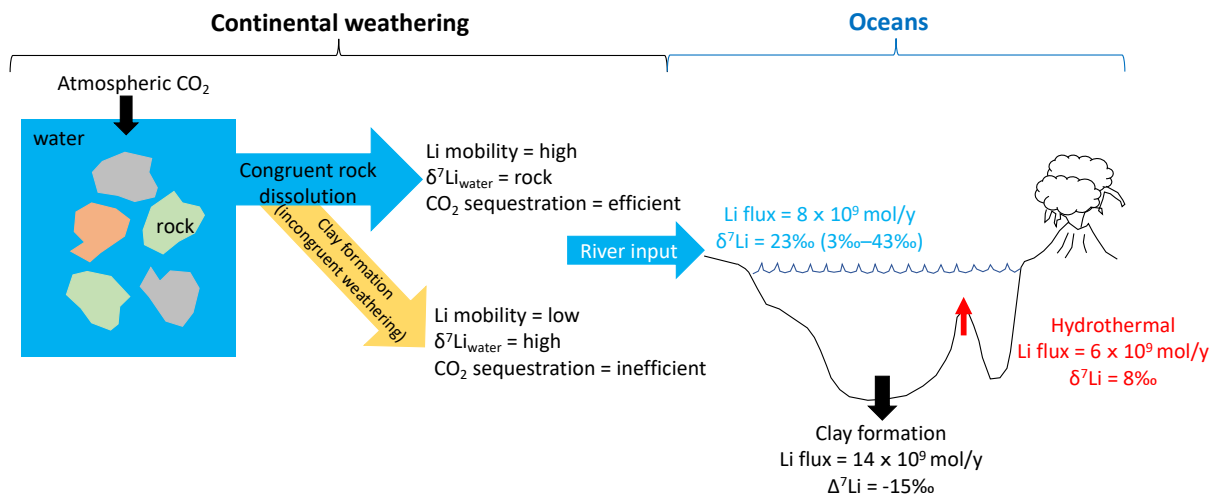 Continental weathering
Oceans
Atmospheric CO₂
water
rock
Congruent rock
dissolution
Clay formation
(incongruent weathering)
Li mobility = high
δ⁷Li_water = rock
CO₂ sequestration = efficient
Li mobility = low
δ⁷Li_water = high
CO₂ sequestration = inefficient
River input
Li flux = 8 x 10⁹ mol/y
δ⁷Li = 23‰ (3‰–43‰)
Hydrothermal
Li flux = 6 x 10⁹ mol/y
δ⁷Li = 8‰
Clay formation
Li flux = 14 x 10⁹ mol/y
Δ⁷Li = -15‰